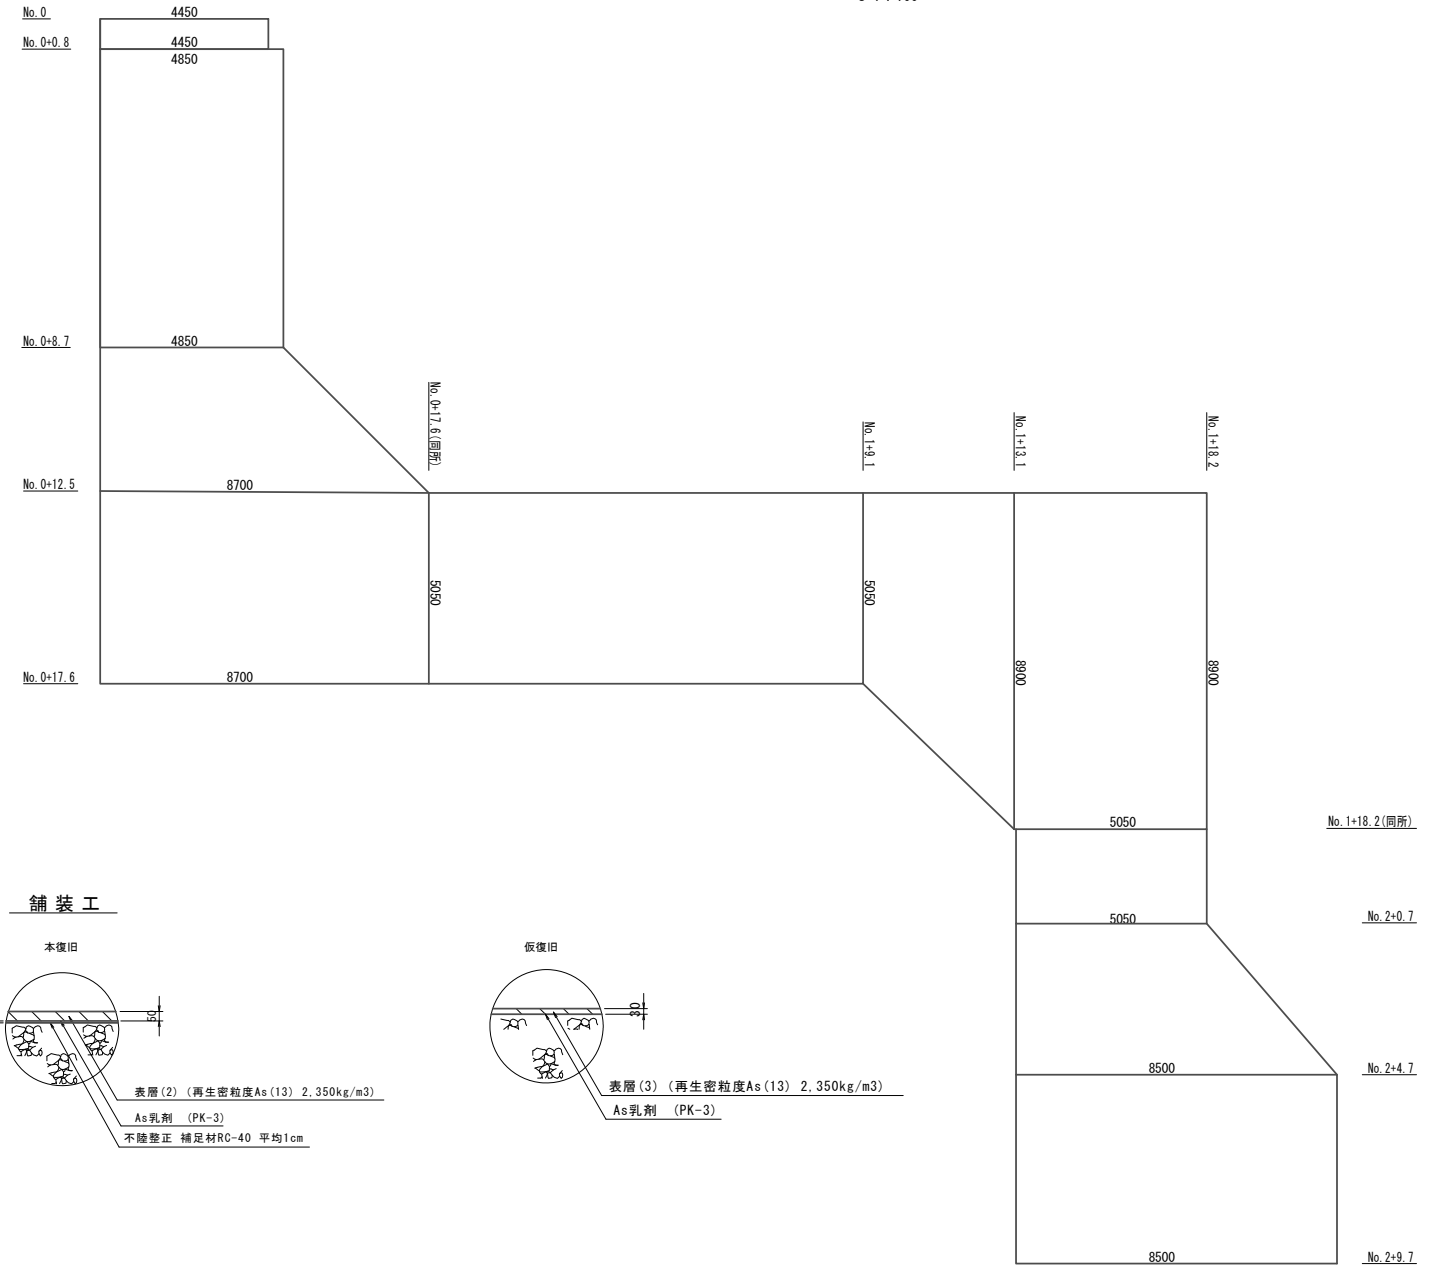 No.0
4450
No.0+0.8
4450
4850
No.0+8.7
4850
No.0+17.6(同所)
No.1+9.1
No.1+13.1
No.1+18.2
No.0+12.5
8700
5050
5050
8900
8900
No.0+17.6
8700
5050
No.1+18.2(同所)
5050
No.2+0.7
8500
No.2+4.7
8500
No.2+9.7
舗装工
本復旧
50
表層(2) (再生密粒度As(13) 2,350kg/m3)
As乳剤 (PK-3)
不陸整正 補足材RC-40 平均1cm
仮復旧
30
表層(3) (再生密粒度As(13) 2,350kg/m3)
As乳剤 (PK-3)